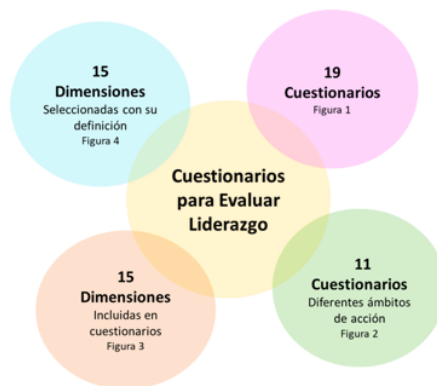 15
Dimensiones
Seleccionadas con su
definición
Figura 4
19
Cuestionarios
Figura 1
Cuestionarios
para Evaluar
Liderazgo
15
Dimensiones
Incluidas en
cuestionarios
Figura 3
11
Cuestionarios
Diferentes ámbitos
de acción
Figura 2